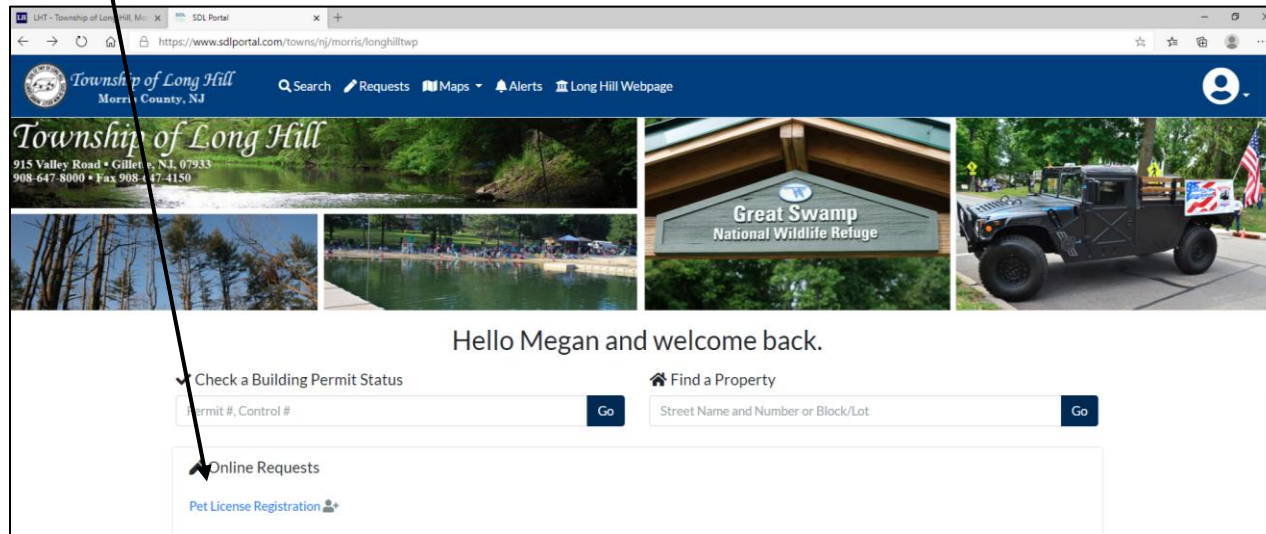 LHT - Township of Long Hill, Mo
SDL Portal
https://www.sdlportal.com/towns/nj/morris/longhilltwp
Township of Long Hill
Morris County, NJ
Search Requests Maps Alerts Long Hill Webpage
Township of Long Hill
915 Valley Road • Gillette, NJ, 07933
908-647-8000 • Fax 908-647-4150
Great Swamp
National Wildlife Refuge
Hello Megan and welcome back.
Check a Building Permit Status
Find a Property
Permit #, Control #
Go
Street Name and Number or Block/Lot
Go
Online Requests
Pet License Registration